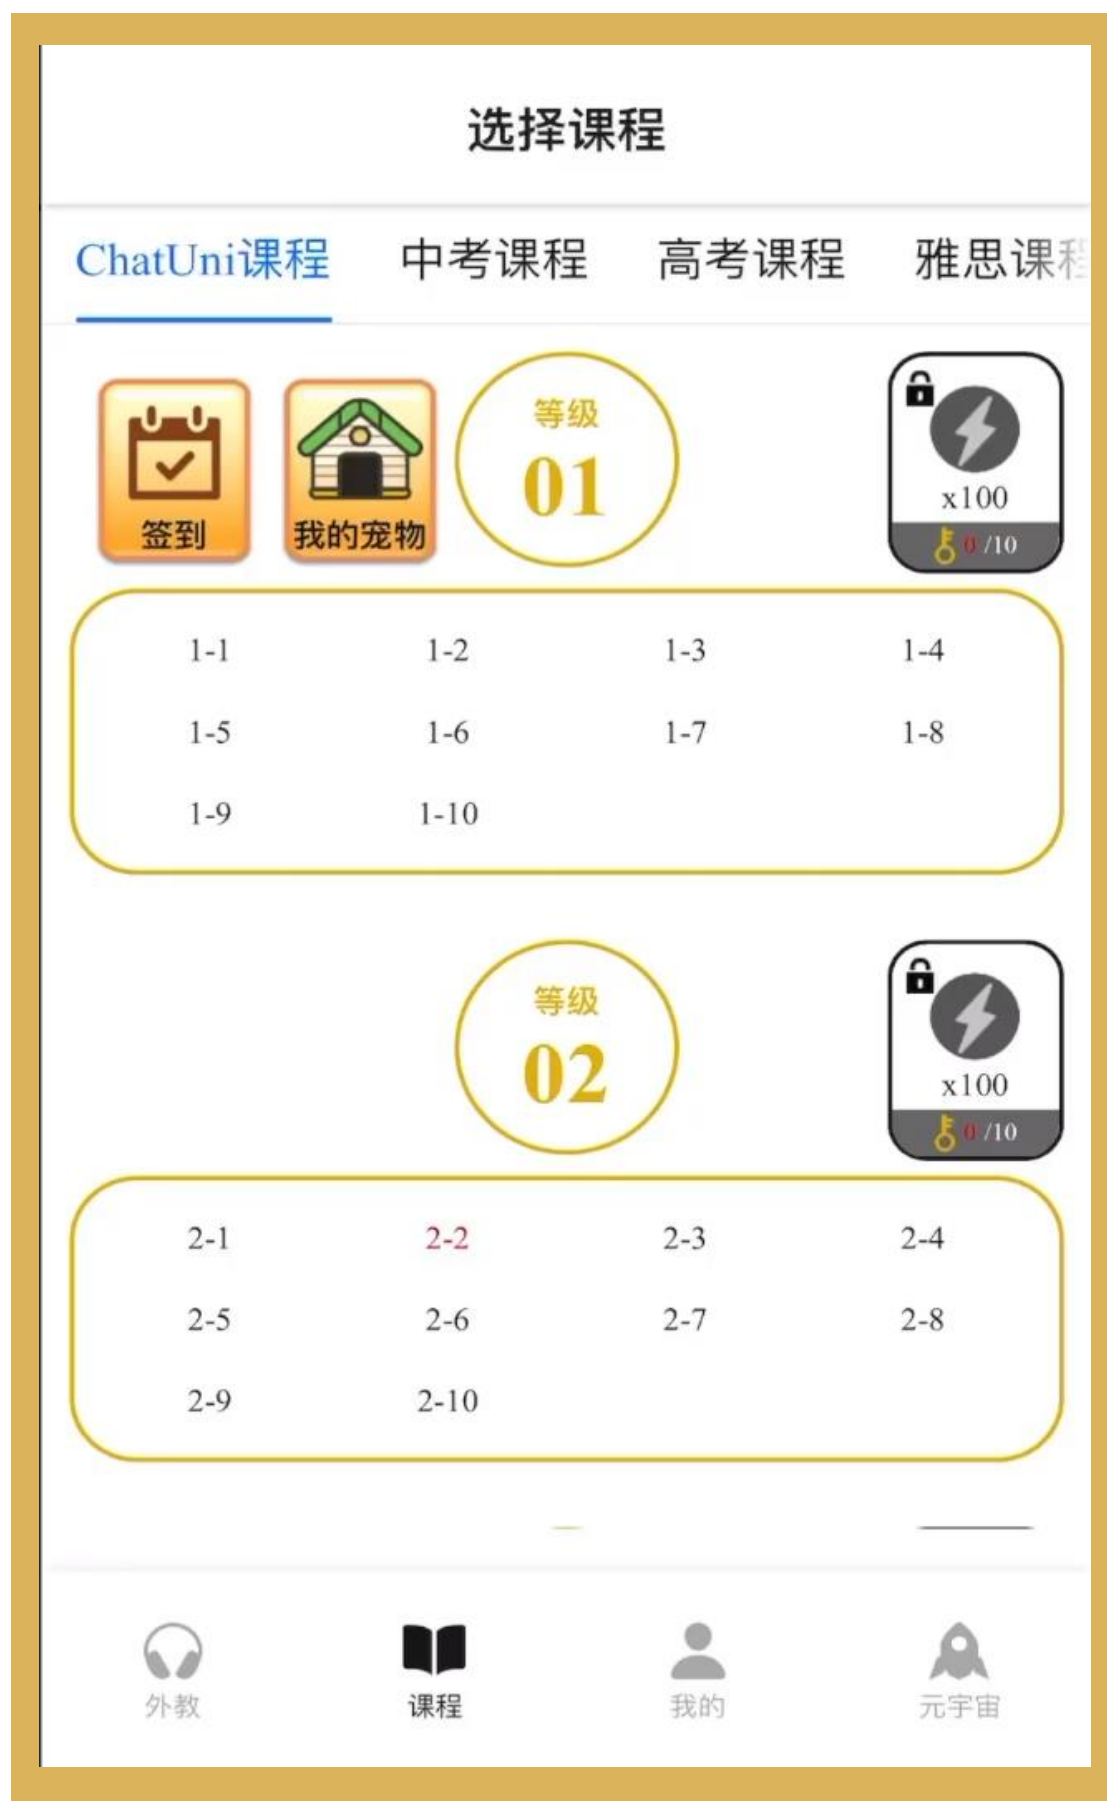 选择课程
ChatUni课程 中考课程 高考课程 雅思课程
签到 我的宠物 等级 01 x100 0 /10
1-1 1-2 1-3 1-4
1-5 1-6 1-7 1-8
1-9 1-10
等级 02 x100 0 /10
2-1 2-2 2-3 2-4
2-5 2-6 2-7 2-8
2-9 2-10
外教 课程 我的 元宇宙